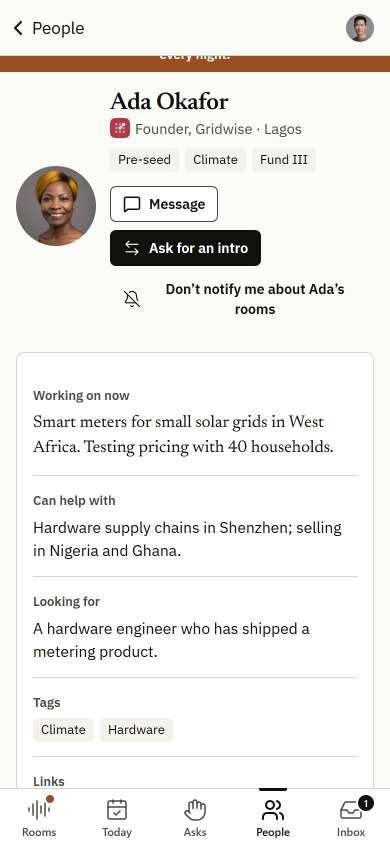 People
every night.
Ada Okafor
Founder, Gridwise · Lagos
Pre-seed
Climate
Fund III
Message
Ask for an intro
Don’t notify me about Ada’s
rooms
Working on now
Smart meters for small solar grids in West
Africa. Testing pricing with 40 households.
Can help with
Hardware supply chains in Shenzhen; selling
in Nigeria and Ghana.
Looking for
A hardware engineer who has shipped a
metering product.
Tags
Climate
Hardware
Links
1
Rooms
Today
Asks
People
Inbox